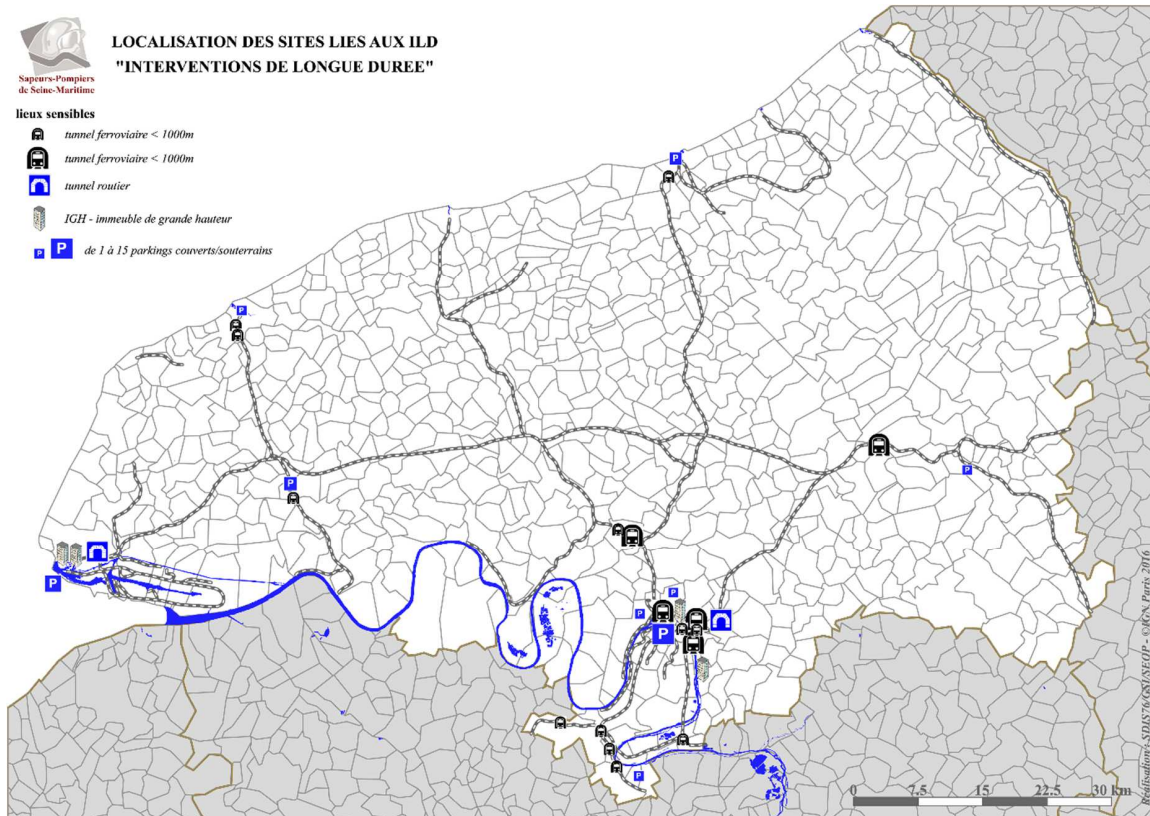 LOCALISATION DES SITES LIES AUX ILD
"INTERVENTIONS DE LONGUE DUREE"
Sapeurs-Pompiers
de Seine-Maritime
lieux sensibles
tunnel ferroviaire < 1000m
tunnel ferroviaire < 1000m
tunnel routier
IGH - immeuble de grande hauteur
P P de 1 à 15 parkings couverts/souterrains
P
P
P
P
P
P
P
P
P
Réalisation : SDIS76/GSI/SEOP - ©IGN Paris 2016
0 7.5 15 22.5 30 km